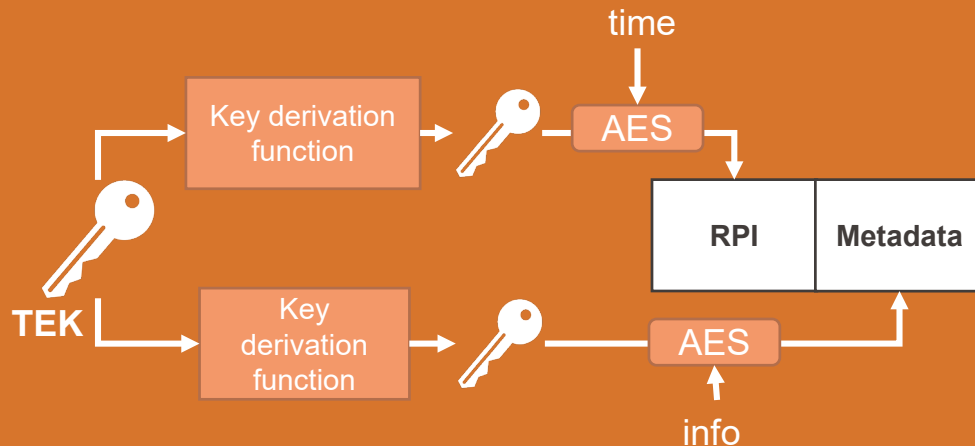 time
Key derivation
function
AES
RPI
Metadata
TEK
Key
derivation
function
AES
info